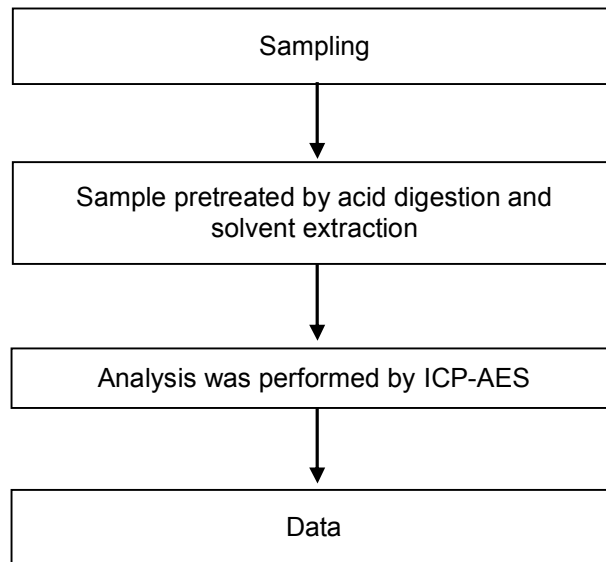 Sampling
Sample pretreated by acid digestion and
solvent extraction
Analysis was performed by ICP-AES
Data